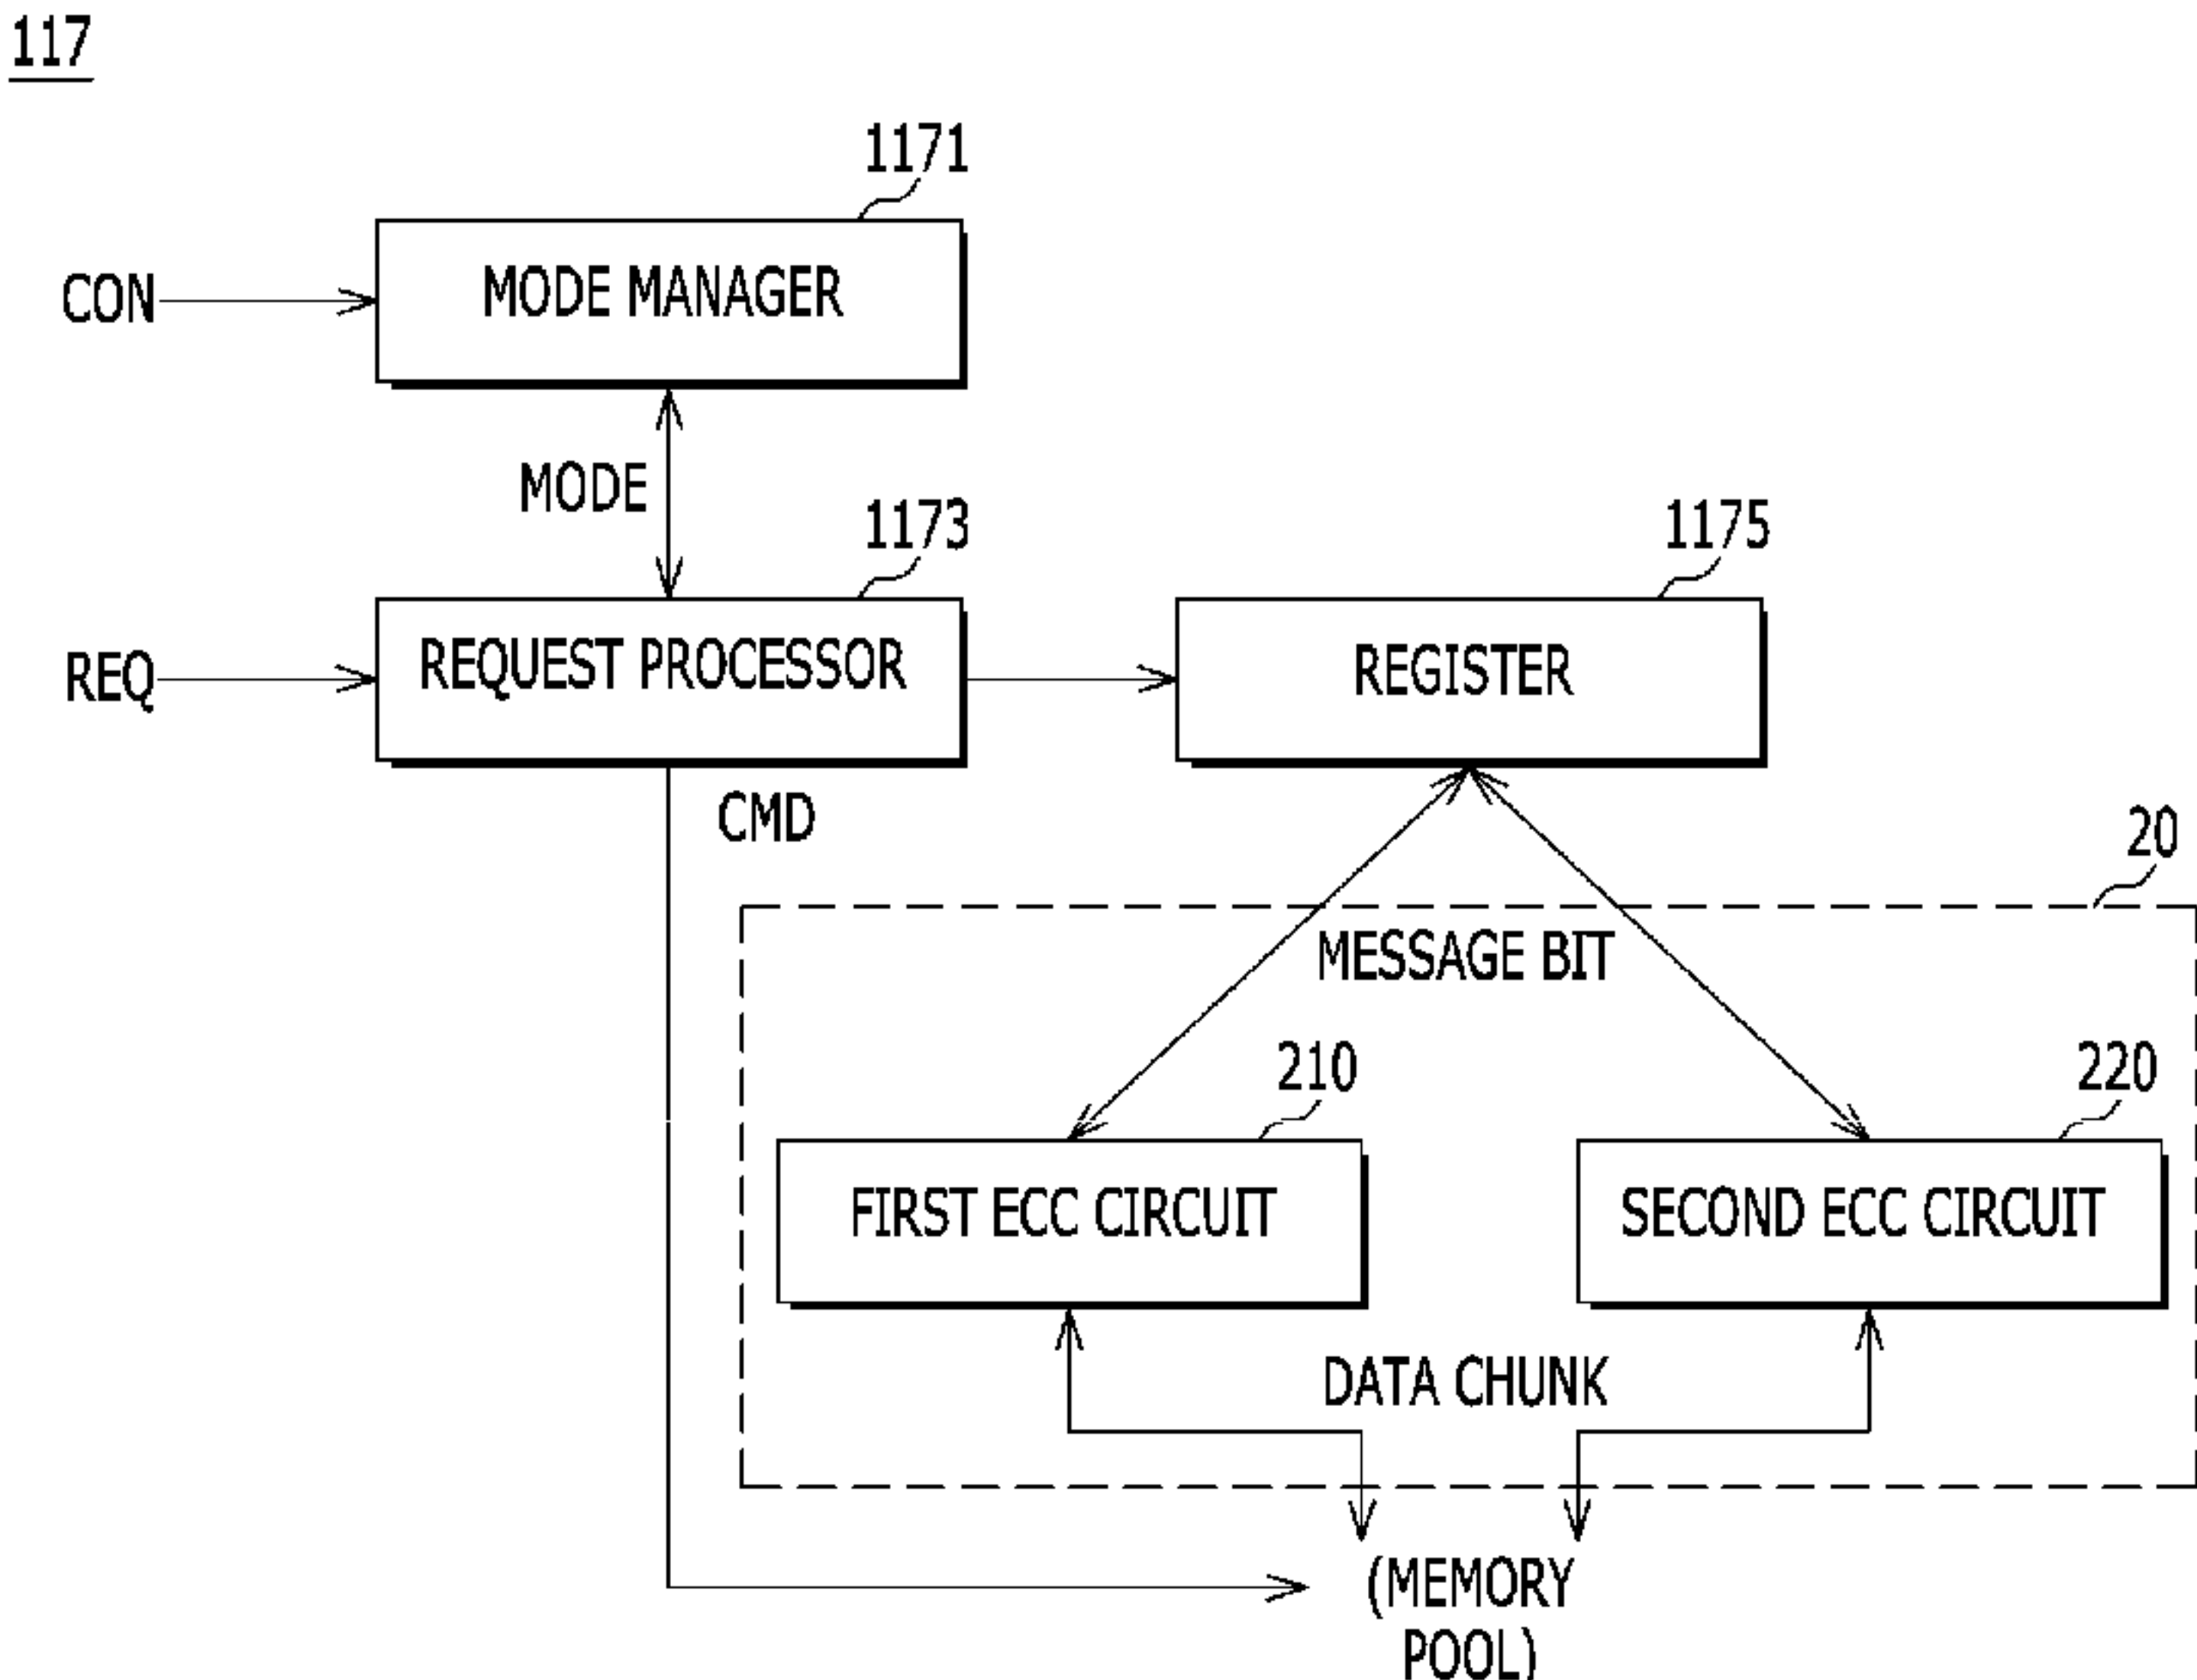 117
1171
CON
MODE MANAGER
MODE
1173
1175
REQ
REQUEST PROCESSOR
REGISTER
CMD
20
MESSAGE BIT
210
220
FIRST ECC CIRCUIT
SECOND ECC CIRCUIT
DATA CHUNK
(MEMORY
POOL)